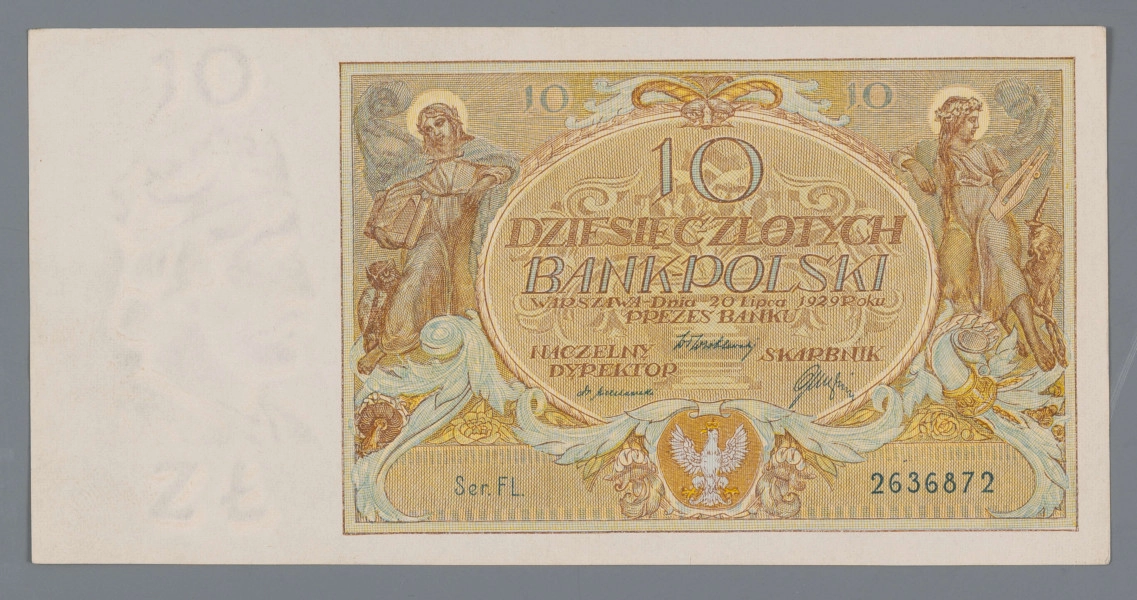 10 10
10
DZIESIĘĆ ZŁOTYCH
BANK-POLSKI
WARSZAWA-Dnia 20 Lipca 1929 Roku
PREZES BANKU
NACZELNY DYREKTOR
SKARBNIK
Ser. FL.
2636872